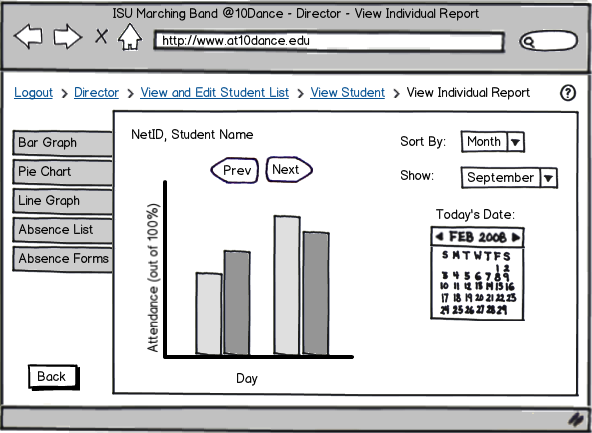 ISU Marching Band @10Dance - Director - View Individual Report
http://www.at10dance.edu
Logout > Director > View and Edit Student List > View Student > View Individual Report ?
NetID, Student Name
Sort By: Month
Prev Next
Show: September
Bar Graph
Pie Chart
Line Graph
Absence List
Absence Forms
Attendance (out of 100%)
Day
Today's Date:
FEB 2008
S M T W T F S
1 2
3 4 5 6 7 8 9
10 11 12 13 14 15 16
17 18 19 20 21 22 23
24 25 26 27 28 29
Back